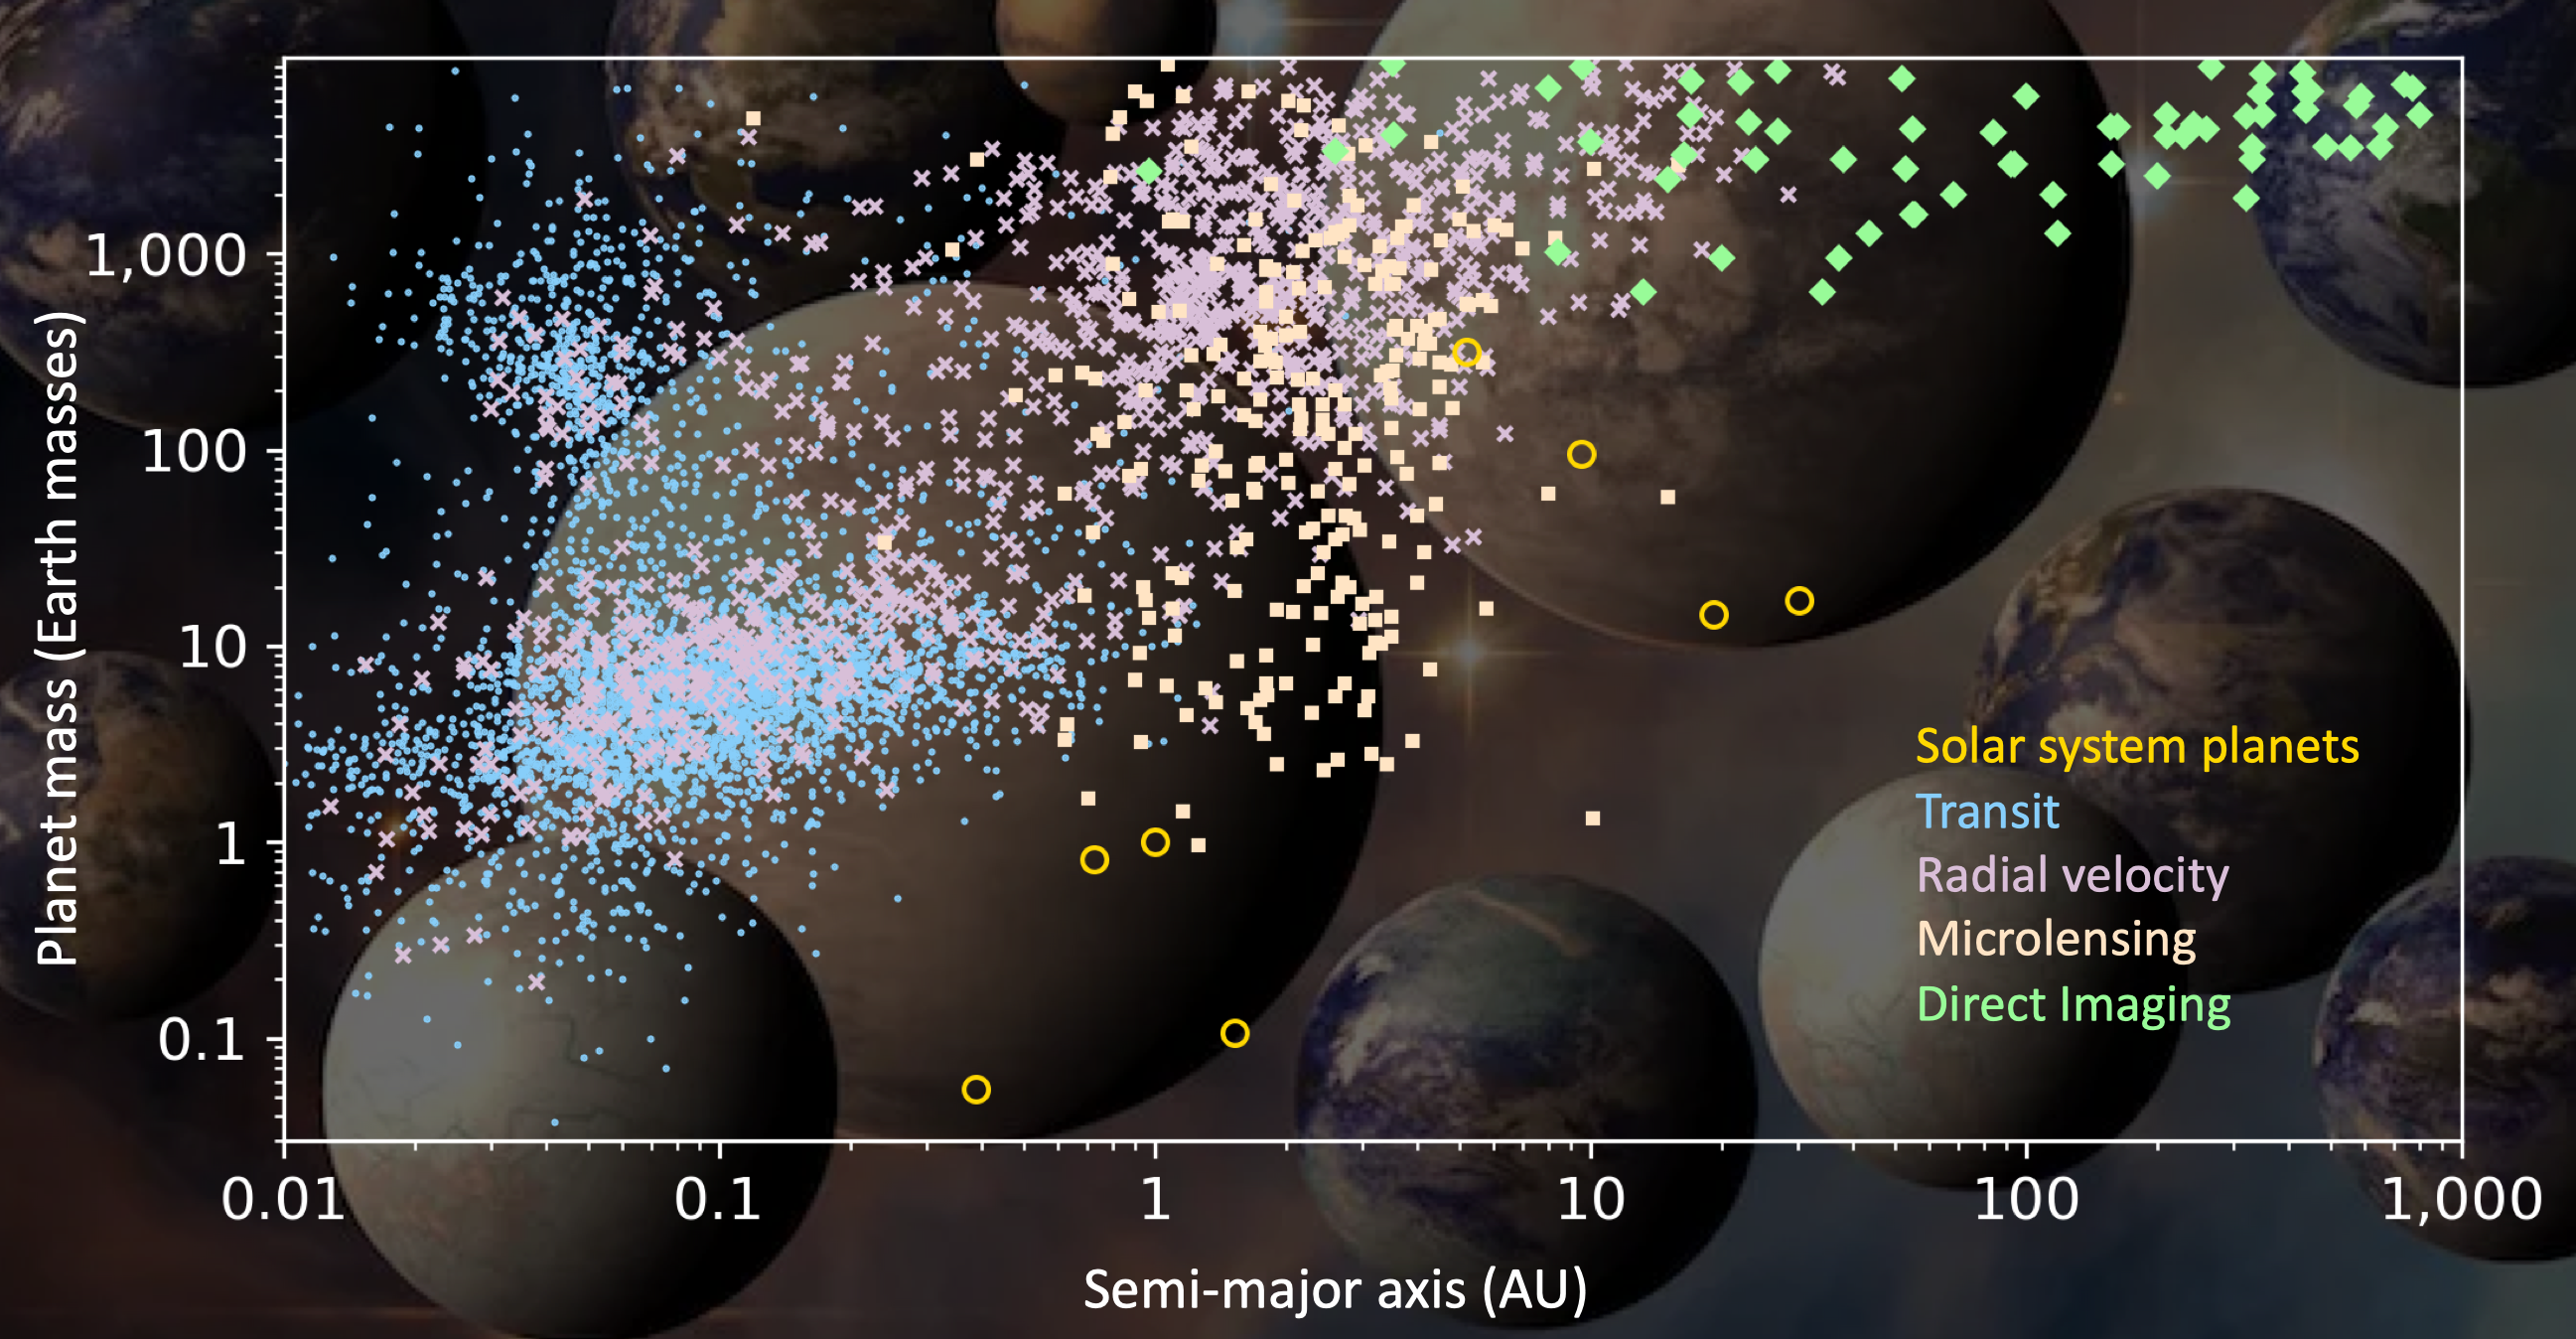 1,000
100
10
1
0.1
Planet mass (Earth masses)
Solar system planets
Transit
Radial velocity
Microlensing
Direct Imaging
0.01 0.1 1 10 100 1,000
Semi-major axis (AU)